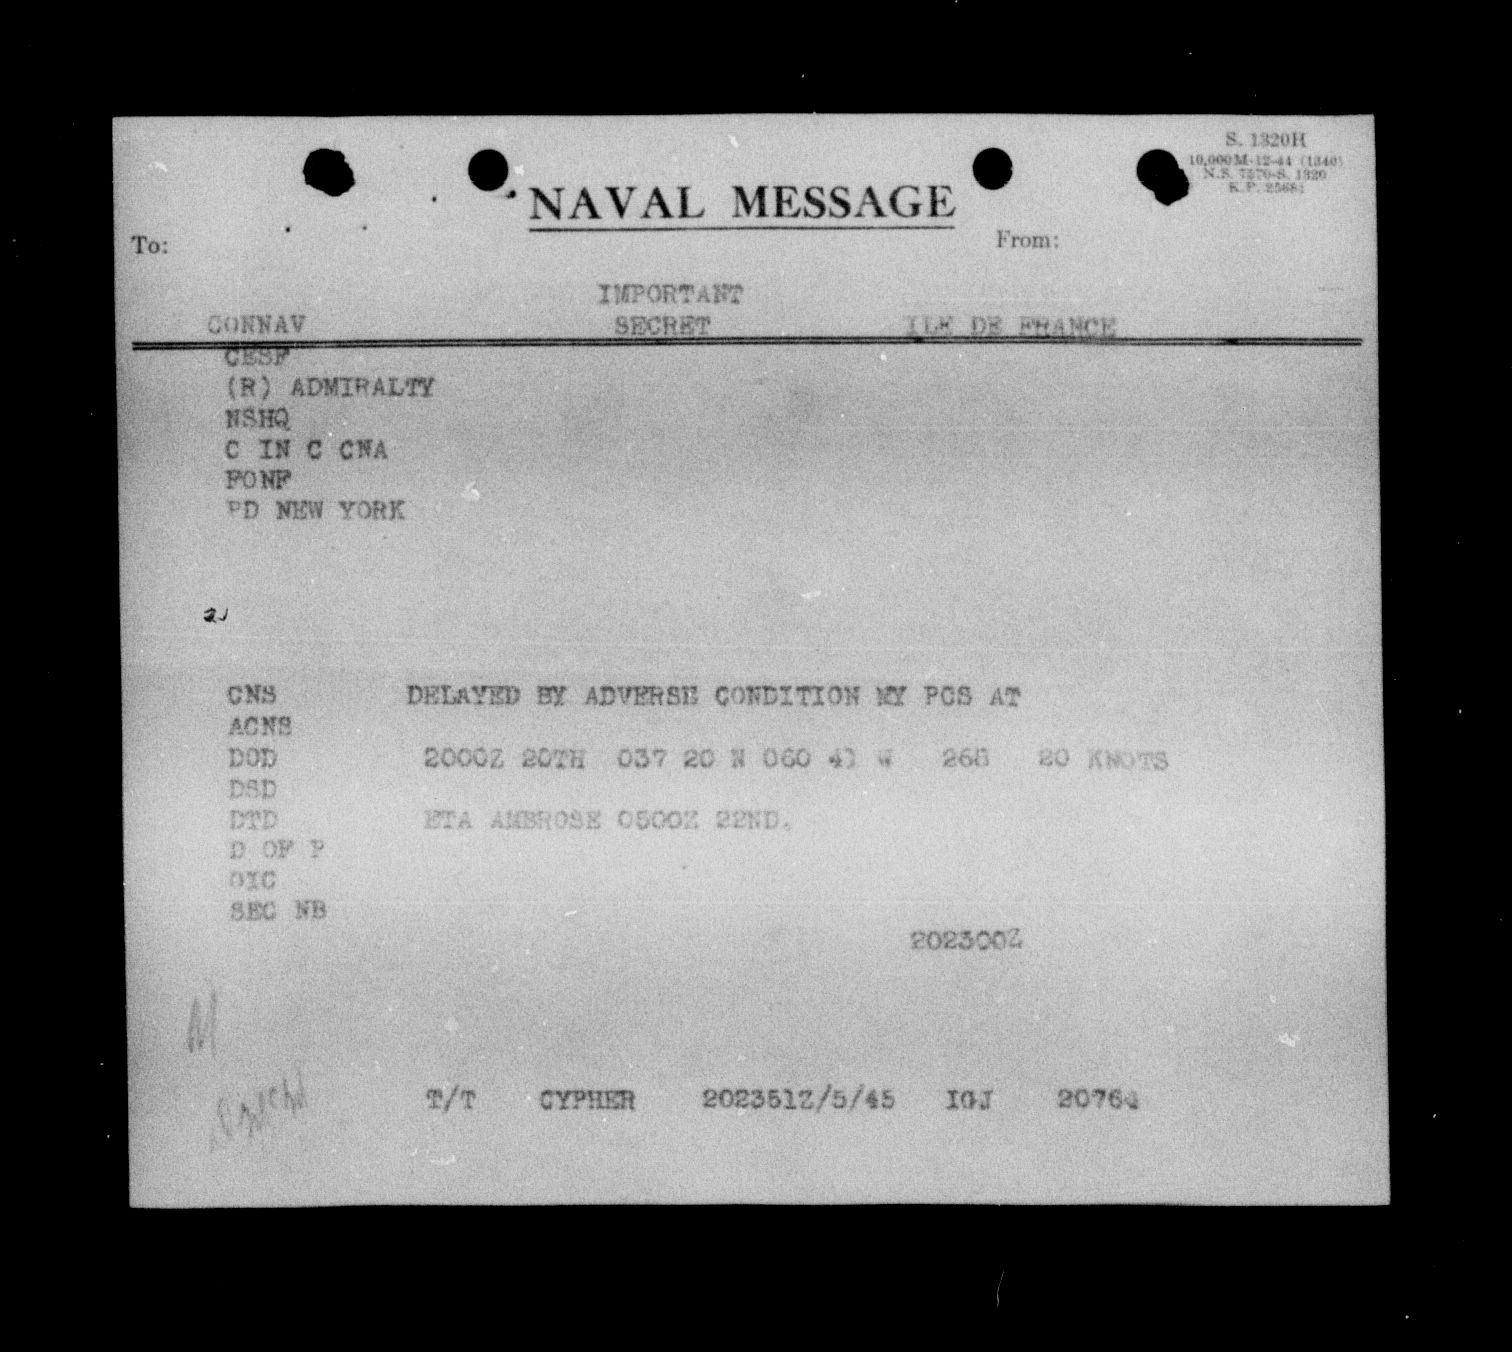 S. 1320H
10,000M-12-44 (1340)
N.S. 7570-S. 1320
K.P. 25681
NAVAL MESSAGE
To: From:
IMPORTANT
CONNAV SECRET ILE DE FRANCE
CESF
(R) ADMIRALTY
NSHQ
C IN C CNA
FONF
PD NEW YORK
CNS DELAYED BY ADVERSE CONDITION MY PCS AT
ACNS
DOD 2000Z 20TH 037 20 N 060 41 W 268 20 KNOTS
DSD
DTD ETA AMBROSE 0500Z 22ND.
D OF P
OIC
SEC NB
202300Z
M
T/T CYPHER 202351Z/5/45 IGJ 20764